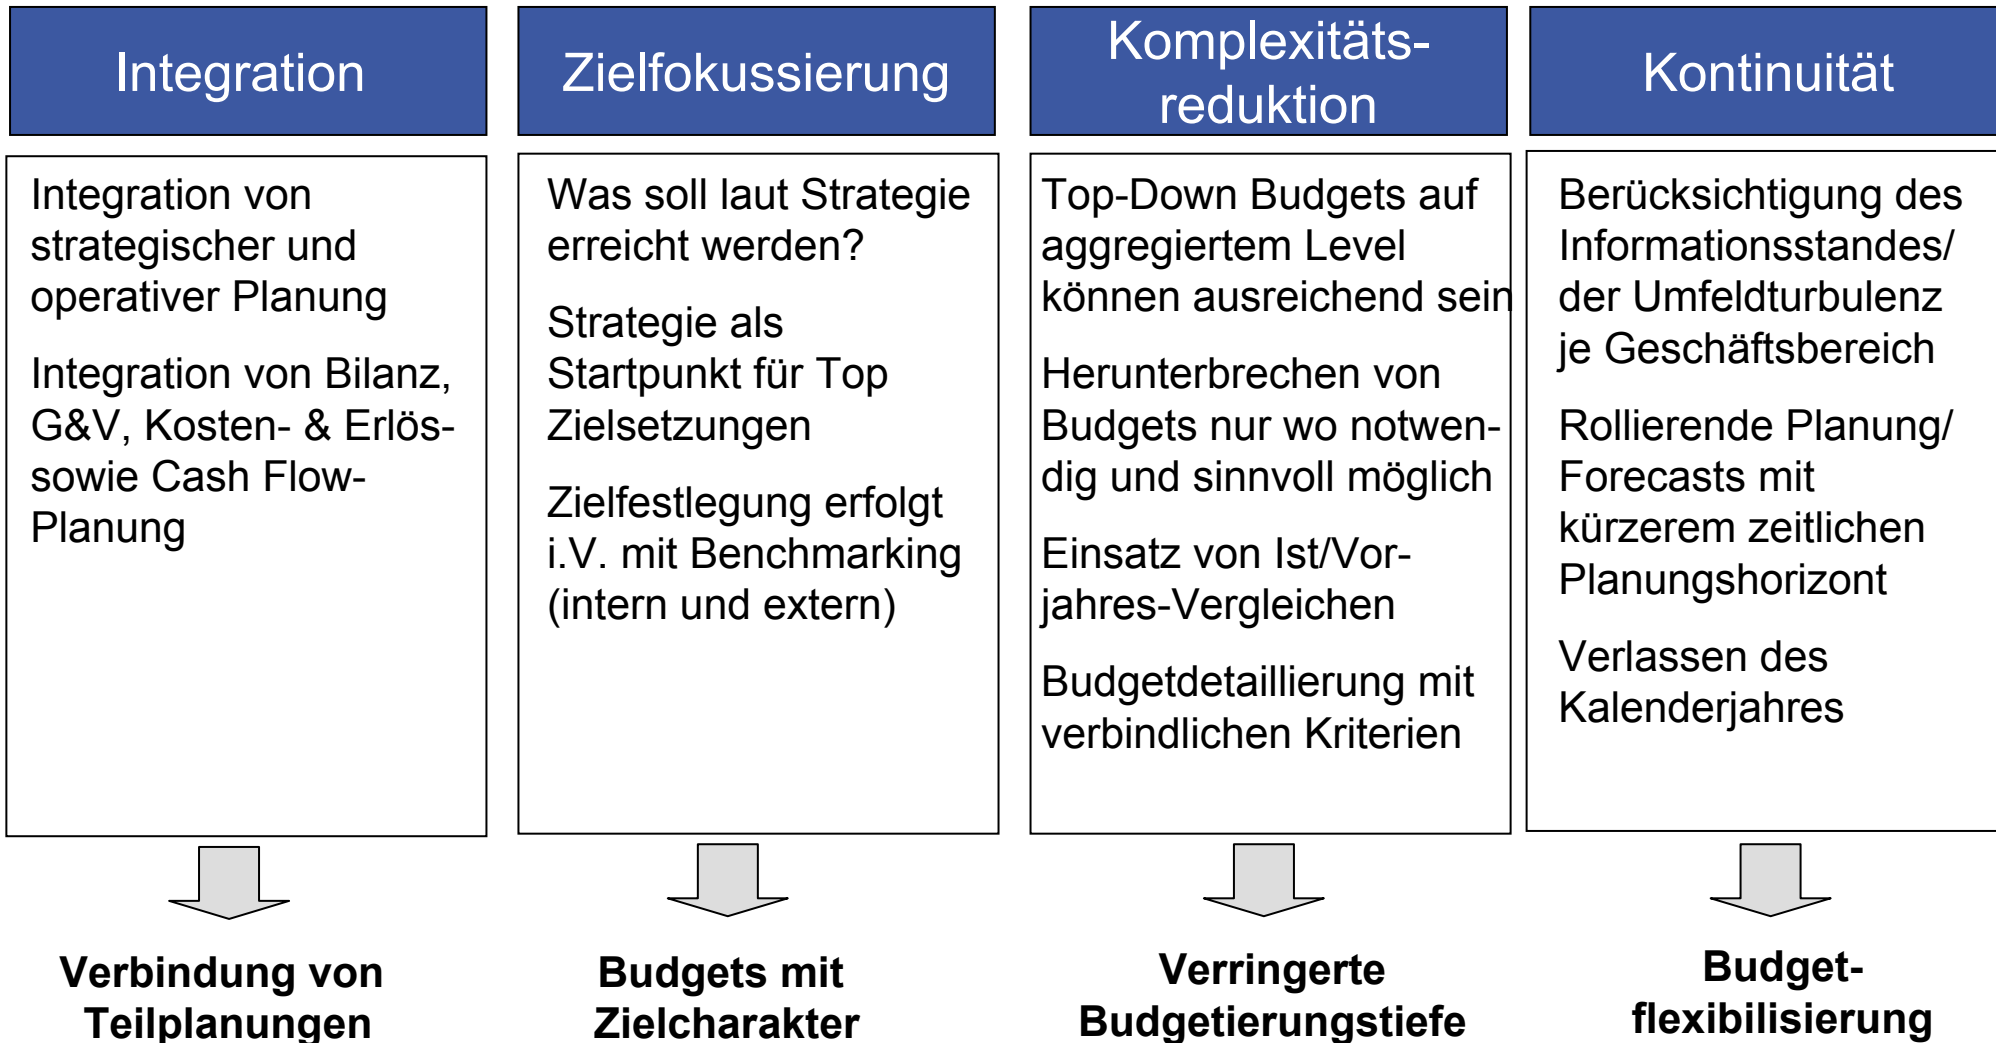 Integration
Zielfokussierung
Komplexitäts-
reduktion
Kontinuität
Integration von
strategischer und
operativer Planung
Integration von Bilanz,
G&V, Kosten- & Erlös-
sowie Cash Flow-
Planung
Was soll laut Strategie
erreicht werden?
Strategie als
Startpunkt für Top
Zielsetzungen
Zielfestlegung erfolgt
i.V. mit Benchmarking
(intern und extern)
Top-Down Budgets auf
aggregiertem Level
können ausreichend sein
Herunterbrechen von
Budgets nur wo notwen-
dig und sinnvoll möglich
Einsatz von Ist/Vor-
jahres-Vergleichen
Budgetdetaillierung mit
verbindlichen Kriterien
Berücksichtigung des
Informationsstandes/
der Umfeldturbulenz
je Geschäftsbereich
Rollierende Planung/
Forecasts mit
kürzerem zeitlichen
Planungshorizont
Verlassen des
Kalenderjahres
Verbindung von
Teilplanungen
Budgets mit
Zielcharakter
Verringerte
Budgetierungstiefe
Budget-
flexibilisierung